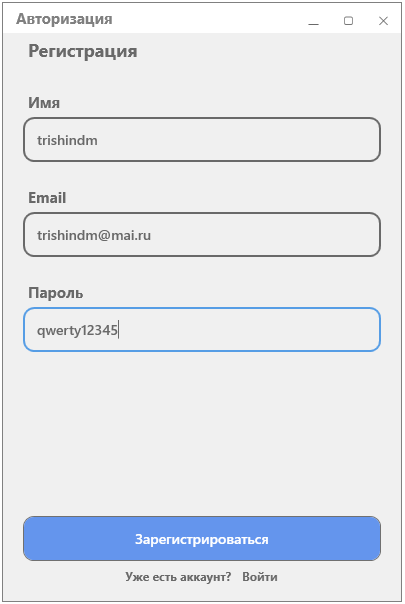 Авторизация
Регистрация
Имя
trishindm
Email
trishindm@mai.ru
Пароль
qwerty12345
Зарегистрироваться
Уже есть аккаунт? Войти